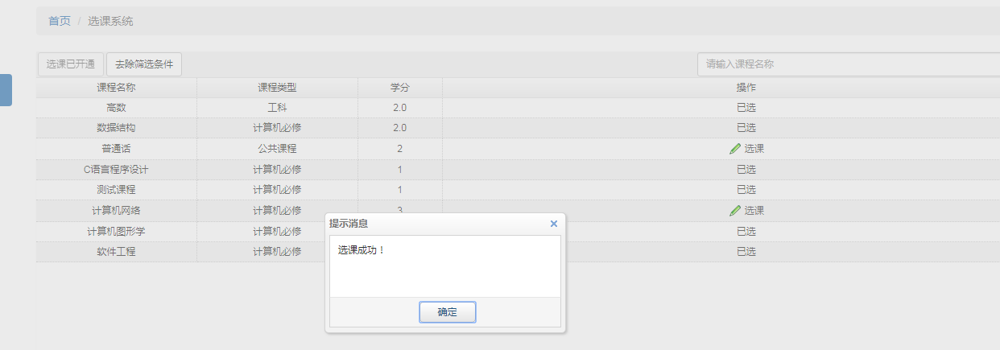 首页 / 选课系统
选课已开通 去除筛选条件 请输入课程名称
课程名称 课程类型 学分 操作
高数 工科 2.0 已选
数据结构 计算机必修 2.0 已选
普通话 公共课程 2 选课
C语言程序设计 计算机必修 1 已选
测试课程 计算机必修 1 已选
计算机网络 计算机必修 3 选课
计算机图形学 计算机必修 已选
软件工程 计算机必修 已选
提示消息
选课成功！
确定